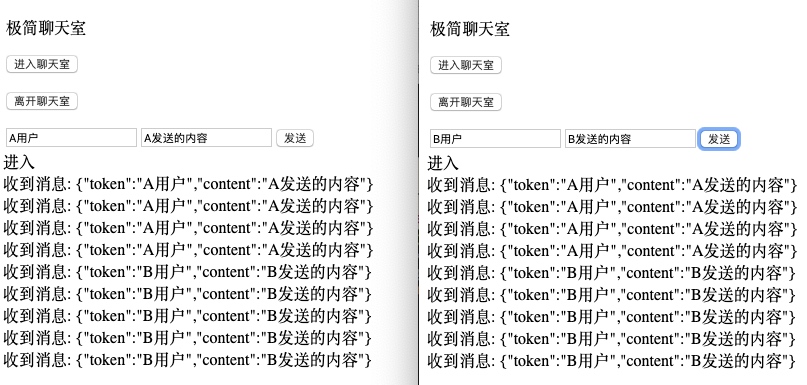 极简聊天室
进入聊天室
离开聊天室
A用户 A发送的内容 发送
进入
收到消息: {"token":"A用户","content":"A发送的内容"}
收到消息: {"token":"A用户","content":"A发送的内容"}
收到消息: {"token":"A用户","content":"A发送的内容"}
收到消息: {"token":"A用户","content":"A发送的内容"}
收到消息: {"token":"B用户","content":"B发送的内容"}
收到消息: {"token":"B用户","content":"B发送的内容"}
收到消息: {"token":"B用户","content":"B发送的内容"}
收到消息: {"token":"B用户","content":"B发送的内容"}
收到消息: {"token":"B用户","content":"B发送的内容"}
极简聊天室
进入聊天室
离开聊天室
B用户 B发送的内容 发送
进入
收到消息: {"token":"A用户","content":"A发送的内容"}
收到消息: {"token":"A用户","content":"A发送的内容"}
收到消息: {"token":"A用户","content":"A发送的内容"}
收到消息: {"token":"A用户","content":"A发送的内容"}
收到消息: {"token":"B用户","content":"B发送的内容"}
收到消息: {"token":"B用户","content":"B发送的内容"}
收到消息: {"token":"B用户","content":"B发送的内容"}
收到消息: {"token":"B用户","content":"B发送的内容"}
收到消息: {"token":"B用户","content":"B发送的内容"}